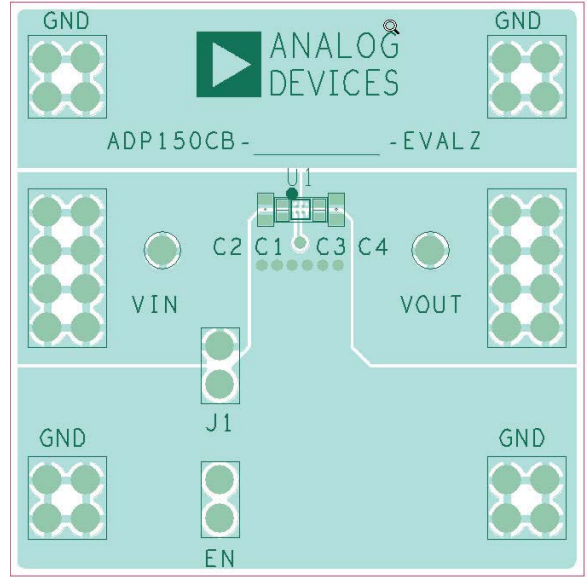 GND GND
ANALOG
DEVICES
ADP150CB-__________-EVALZ
U1
C2 C1 C3 C4
VIN VOUT
J1
GND GND
EN